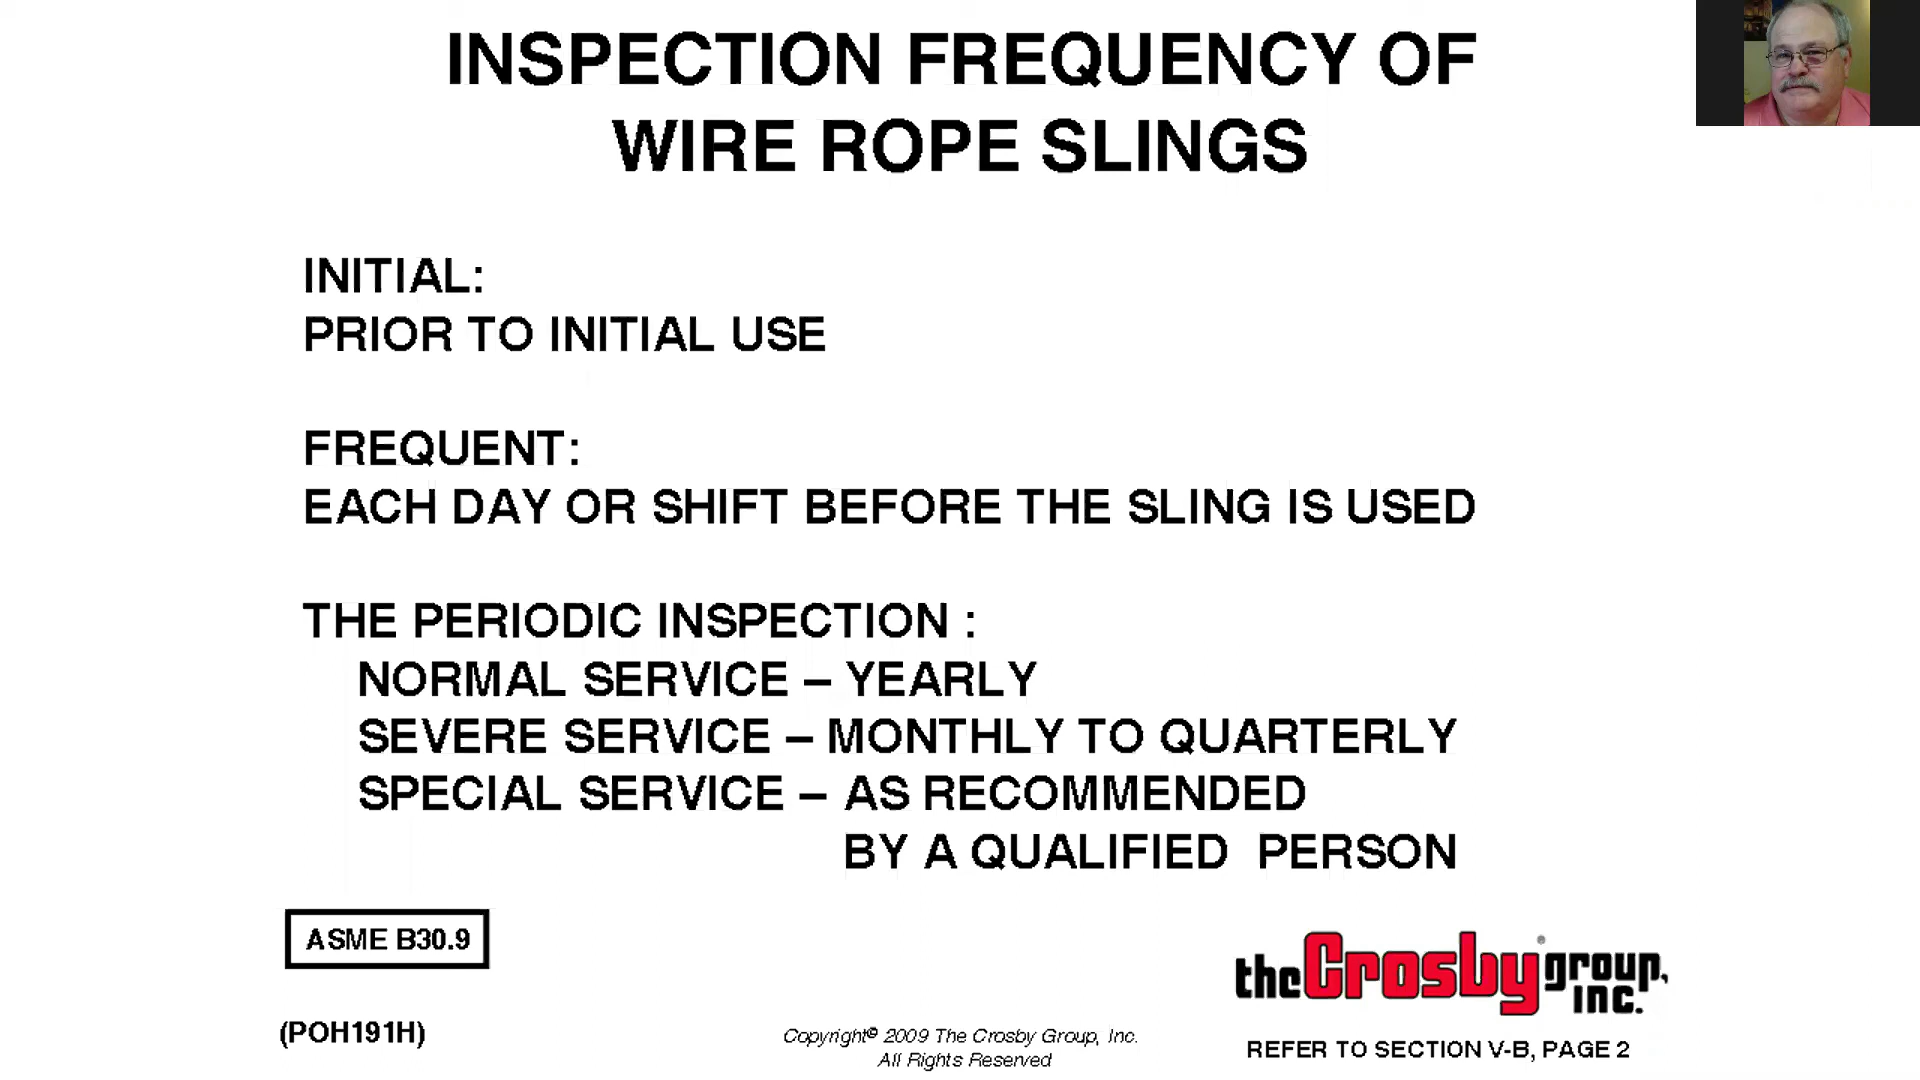 INSPECTION FREQUENCY OF
WIRE ROPE SLINGS
INITIAL:
PRIOR TO INITIAL USE
FREQUENT:
EACH DAY OR SHIFT BEFORE THE SLING IS USED
THE PERIODIC INSPECTION :
NORMAL SERVICE – YEARLY
SEVERE SERVICE – MONTHLY TO QUARTERLY
SPECIAL SERVICE – AS RECOMMENDED
BY A QUALIFIED PERSON
ASME B30.9
the Crosby® group, inc.
(POH191H)
Copyright© 2009 The Crosby Group, Inc.
All Rights Reserved
REFER TO SECTION V-B, PAGE 2